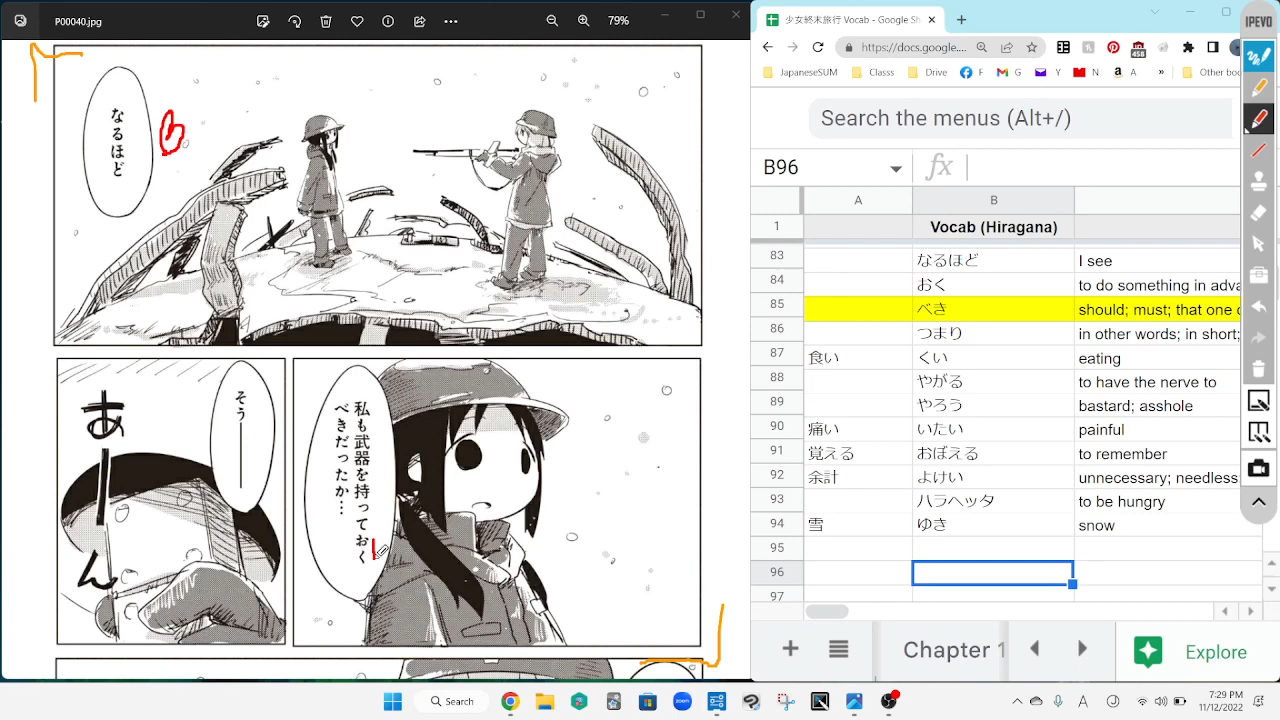 P00040.jpg
79%
なるほど
私も武器を持っておく
べきだったか…
そう――
あーん
少女終末旅行 Vocab - Google Sh
https://docs.google...
458
JapaneseSUM
Classs
Drive
F
G
Y
N
A
»
Other boo
Search the menus (Alt+/)
B96
fx
A
B
1
Vocab (Hiragana)
83
なるほど
I see
84
おく
to do something in adva
85
べさ
should; must; that one o
86
つまり
in other words; in short;
87
食い
くい
eating
88
やがる
to have the nerve to
89
やろう
bastard; asshole
90
痛い
いたい
painful
91
覚える
おぼえる
to remember
92
余計
よけい
unnecessary; needless
93
ハラヘッタ
to be hungry
94
雪
ゆさ
snow
95
96
97
Chapter 1
Explore
IPEVO
Search
zoom
A
7:29 PM
11/2/2022